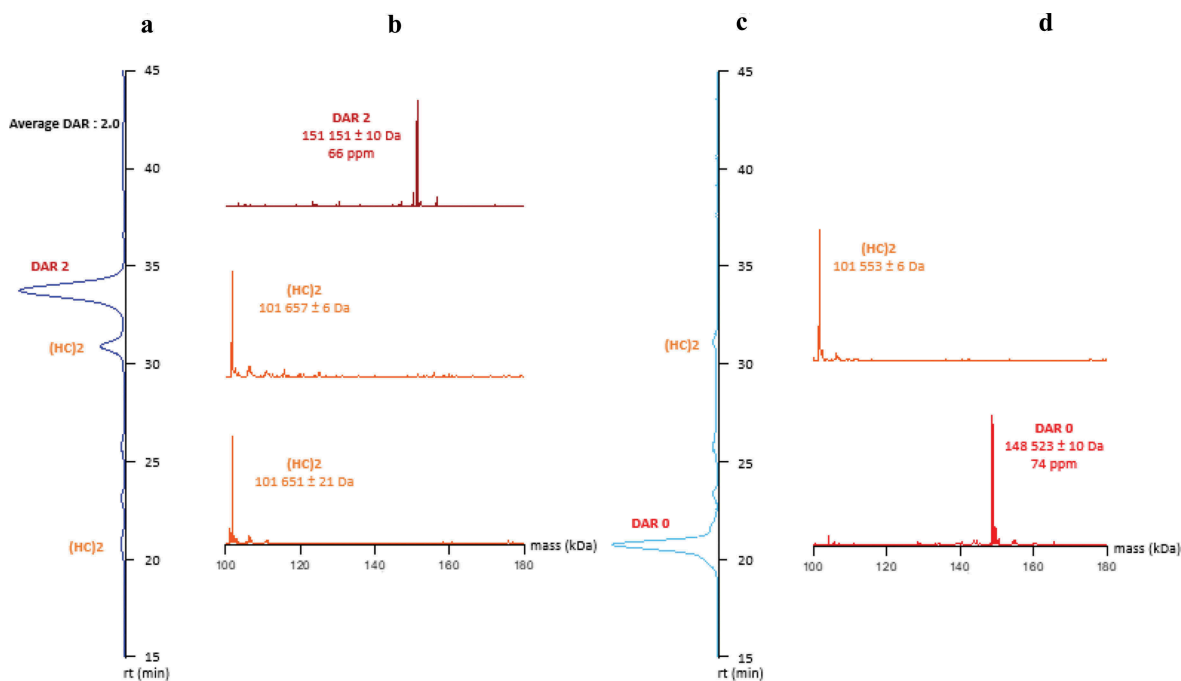 a
b
c
d
45
Average DAR : 2.0
40
35
DAR 2
(HC)2
30
25
(HC)2
20
15
rt (min)
DAR 2
151 151 ± 10 Da
66 ppm
(HC)2
101 657 ± 6 Da
(HC)2
101 651 ± 21 Da
mass (kDa)
100 120 140 160 180
45
40
35
(HC)2
30
25
DAR 0
20
15
rt (min)
(HC)2
101 553 ± 6 Da
DAR 0
148 523 ± 10 Da
74 ppm
mass (kDa)
100 120 140 160 180